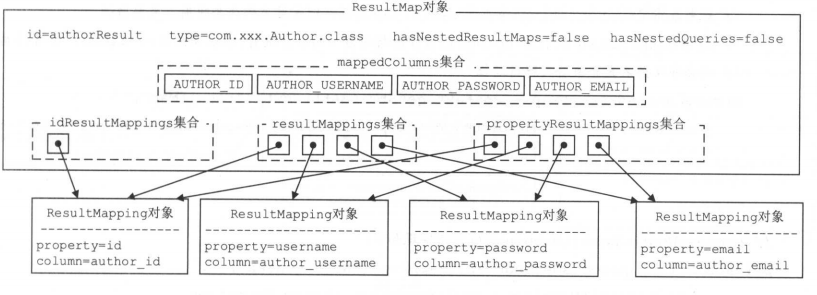 ResultMap对象
id=authorResult type=com.xxx.Author.class hasNestedResultMaps=false hasNestedQueries=false
mappedColumns集合
AUTHOR_ID AUTHOR_USERNAME AUTHOR_PASSWORD AUTHOR_EMAIL
idResultMappings集合 resultMappings集合 propertyResultMappings集合
ResultMapping对象 ResultMapping对象 ResultMapping对象 ResultMapping对象
property=id property=username property=password property=email
column=author_id column=author_username column=author_password column=author_email